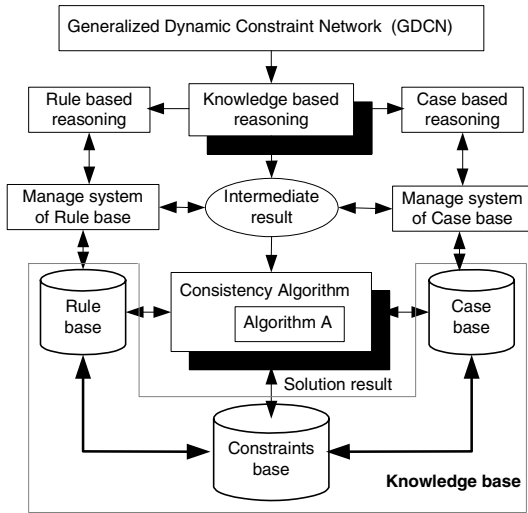 Generalized Dynamic Constraint Network (GDCN)
Rule based
reasoning
Knowledge based
reasoning
Case based
reasoning
Manage system
of Rule base
Intermediate
result
Manage system
of Case base
Rule
base
Consistency Algorithm
Algorithm A
Case
base
Solution result
Constraints
base
Knowledge base